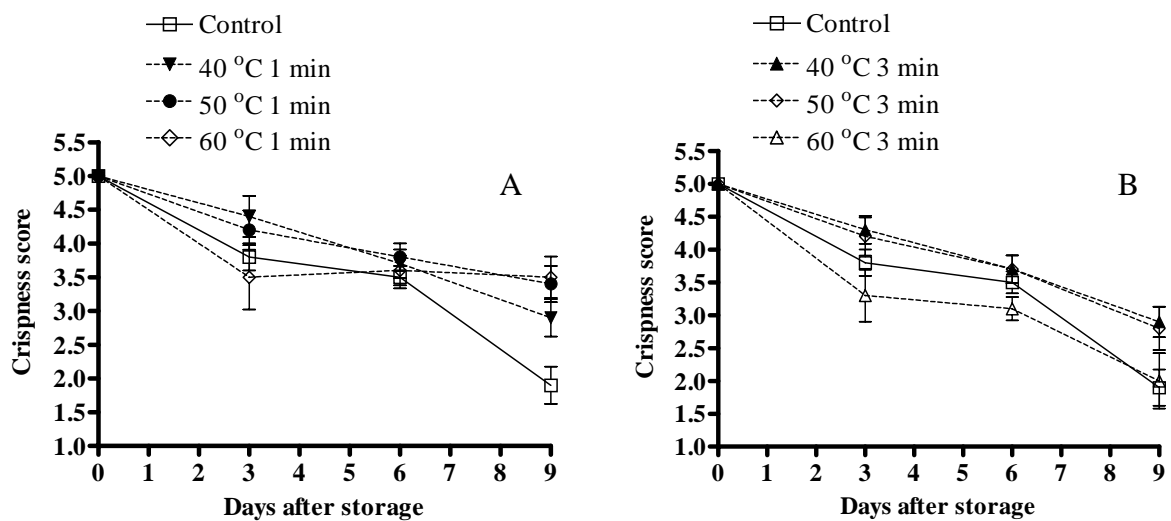 Control
40 °C 1 min
50 °C 1 min
60 °C 1 min
A
Crispness score
5.5
5.0
4.5
4.0
3.5
3.0
2.5
2.0
1.5
1.0
0 1 2 3 4 5 6 7 8 9
Days after storage
Control
40 °C 3 min
50 °C 3 min
60 °C 3 min
B
Crispness score
5.5
5.0
4.5
4.0
3.5
3.0
2.5
2.0
1.5
1.0
0 1 2 3 4 5 6 7 8 9
Days after storage